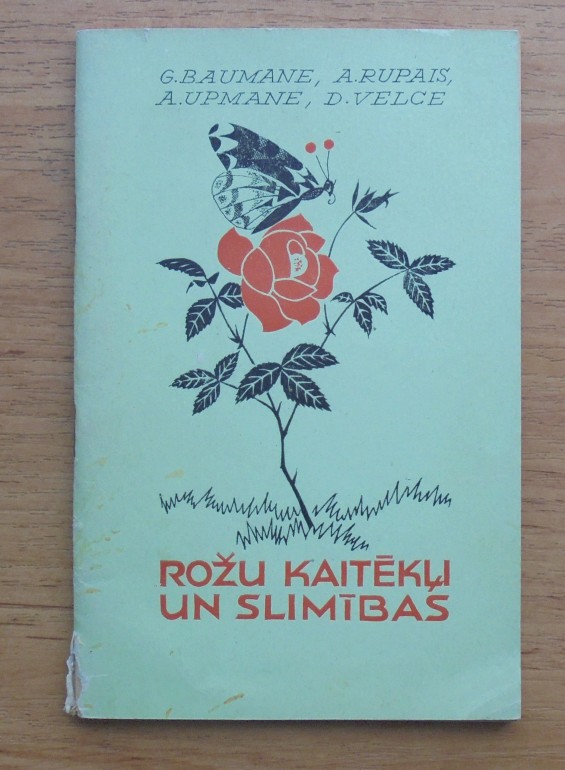 G.BAUMANE, A.RUPAIS,
A.UPMANE, D.VELCE
ROŽU KAITĒKĻI
UN SLIMĪBAS